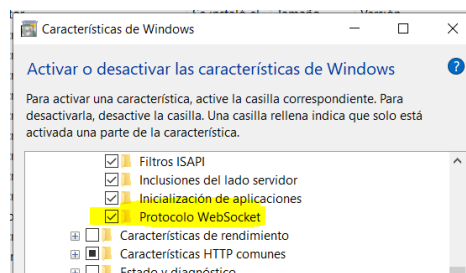 Características de Windows
Activar o desactivar las características de Windows
?
Para activar una característica, active la casilla correspondiente. Para
desactivarla, desactive la casilla. Una casilla rellena indica que solo está
activada una parte de la característica.
Filtros ISAPI
Inclusiones del lado servidor
Inicialización de aplicaciones
Protocolo WebSocket
Características de rendimiento
Características HTTP comunes
Estado y diagnóstico